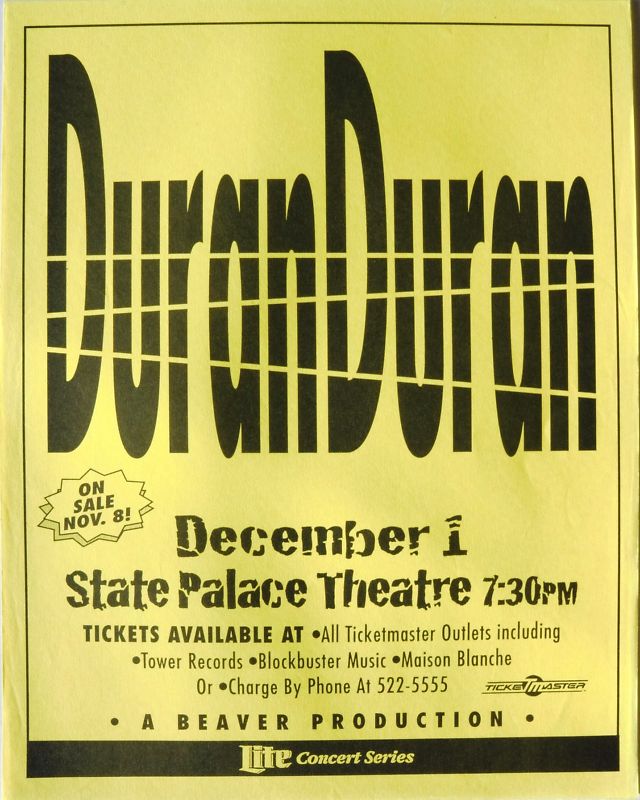 DuranDuran
ON
SALE
NOV. 8!
December 1
State Palace Theatre 7:30PM
TICKETS AVAILABLE AT •All Ticketmaster Outlets including
•Tower Records •Blockbuster Music •Maison Blanche
Or •Charge By Phone At 522-5555 TICKETMASTER
• A BEAVER PRODUCTION •
Lite Concert Series